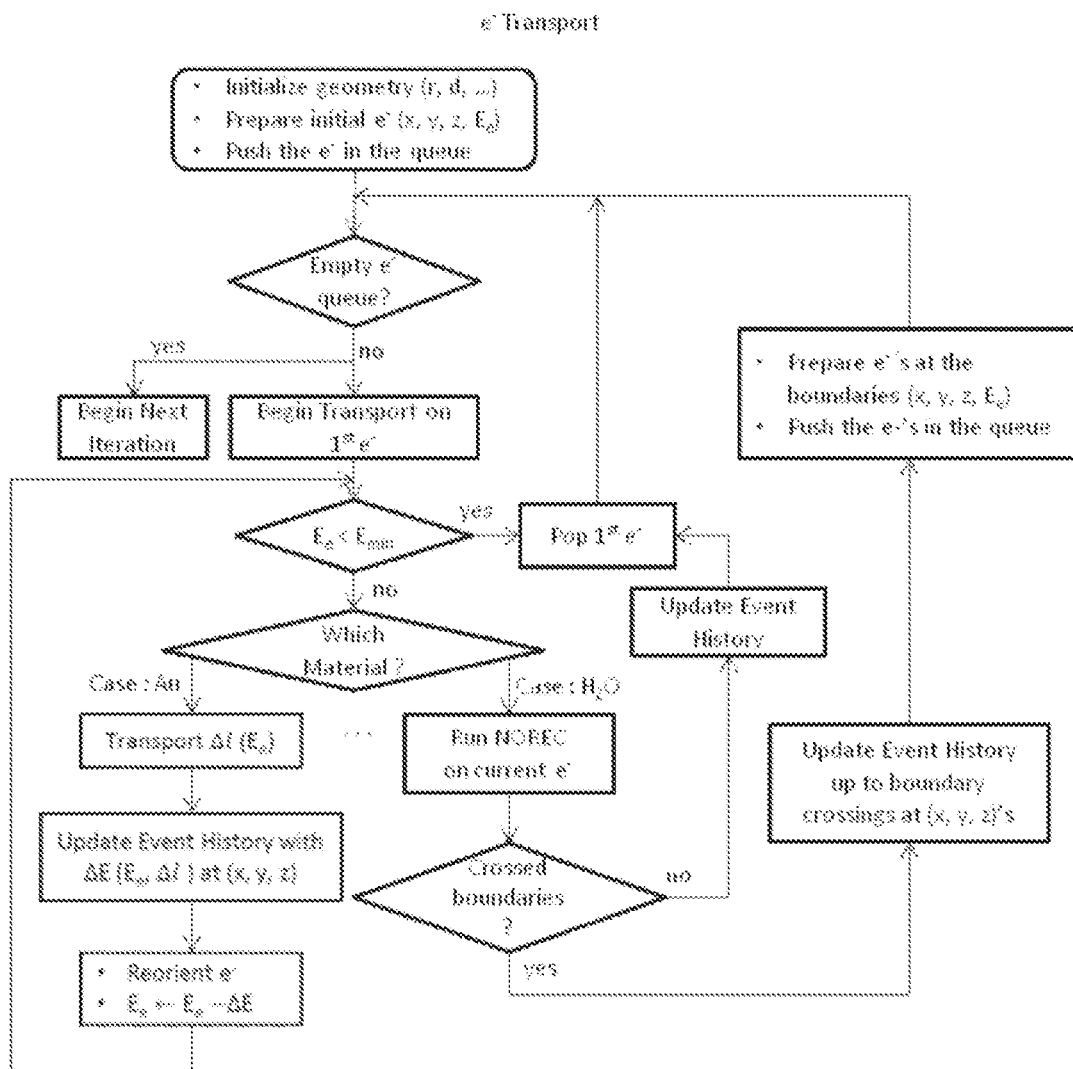 e⁻ Transport
• Initialize geometry (r, d, ...)
• Prepare initial e⁻ (x, y, z, Eₑ)
• Push the e⁻ in the queue
Empty e⁻
queue?
yes
no
Begin Next
Iteration
Begin Transport on
1ˢᵗ e⁻
• Prepare e⁻'s at the
boundaries (x, y, z, Eₑ)
• Push the e-'s in the queue
Eₑ < Eₘᵢₙ
yes
Pop 1ˢᵗ e⁻
no
Update Event
History
Which
Material ?
Case : Au
Case : H₂O
Transport Δℓ (Eₑ)
...
Run NOREC
on current e⁻
Update Event History
up to boundary
crossings at (x, y, z)'s
Update Event History with
ΔE (Eₑ, Δℓ ) at (x, y, z)
Crossed
boundaries
?
no
yes
• Reorient e⁻
• Eₑ ← Eₑ − ΔE